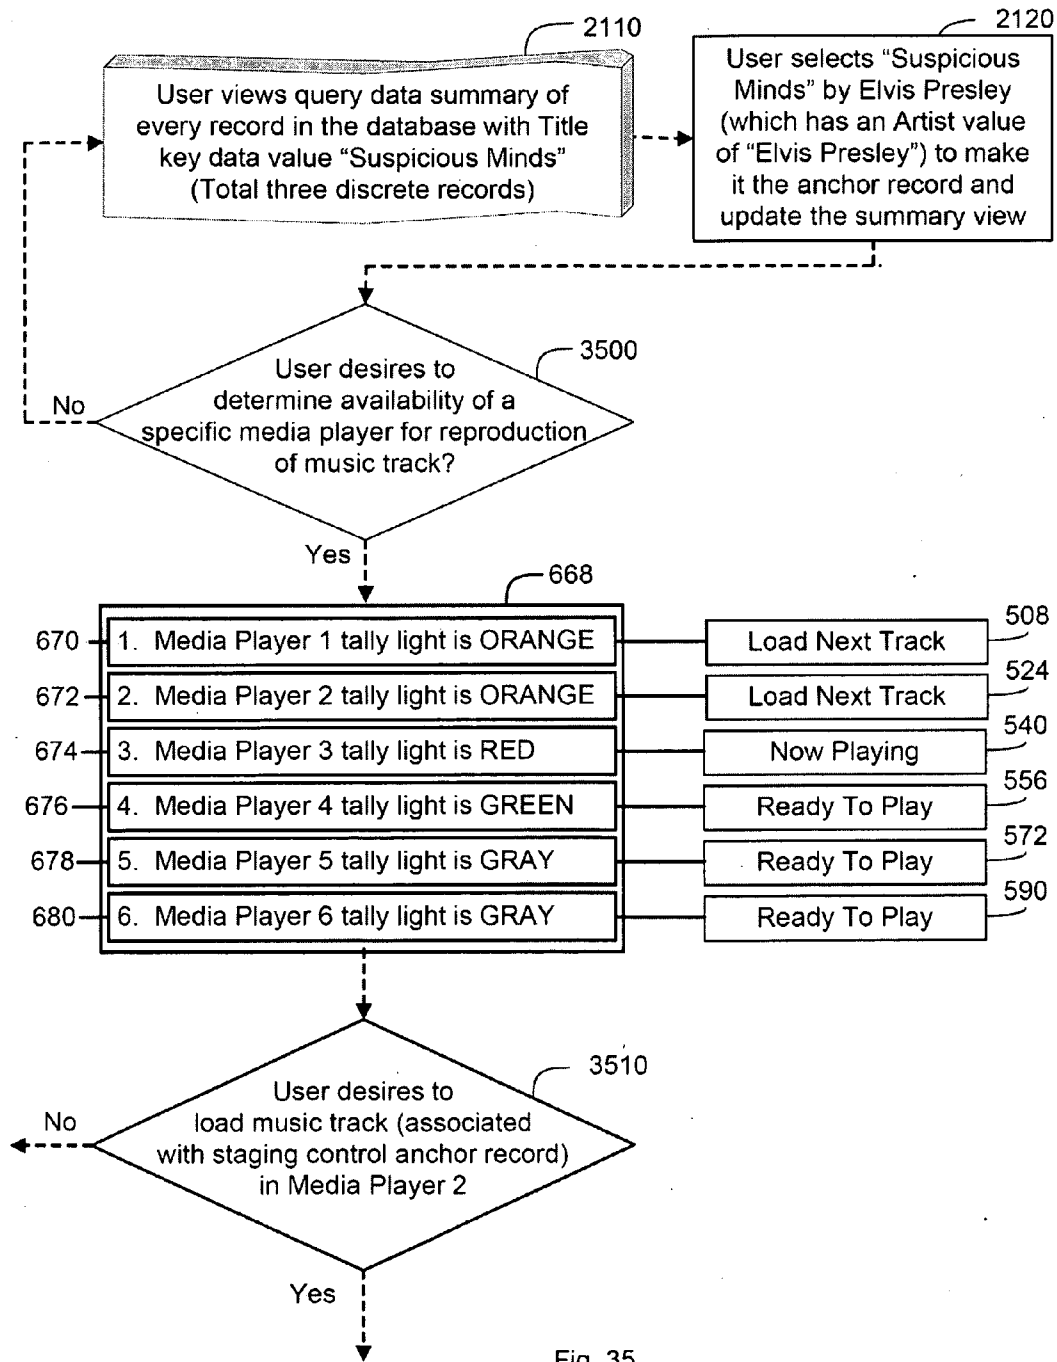 2110
2120
User views query data summary of
every record in the database with Title
key data value “Suspicious Minds”
(Total three discrete records)
User selects “Suspicious
Minds” by Elvis Presley
(which has an Artist value
of “Elvis Presley”) to make
it the anchor record and
update the summary view
3500
User desires to
determine availability of a
specific media player for reproduction
of music track?
No
Yes
668
670
1. Media Player 1 tally light is ORANGE
Load Next Track
508
672
2. Media Player 2 tally light is ORANGE
Load Next Track
524
674
3. Media Player 3 tally light is RED
Now Playing
540
676
4. Media Player 4 tally light is GREEN
Ready To Play
556
678
5. Media Player 5 tally light is GRAY
Ready To Play
572
680
6. Media Player 6 tally light is GRAY
Ready To Play
590
3510
User desires to
load music track (associated
with staging control anchor record)
in Media Player 2
No
Yes
Fig. 35